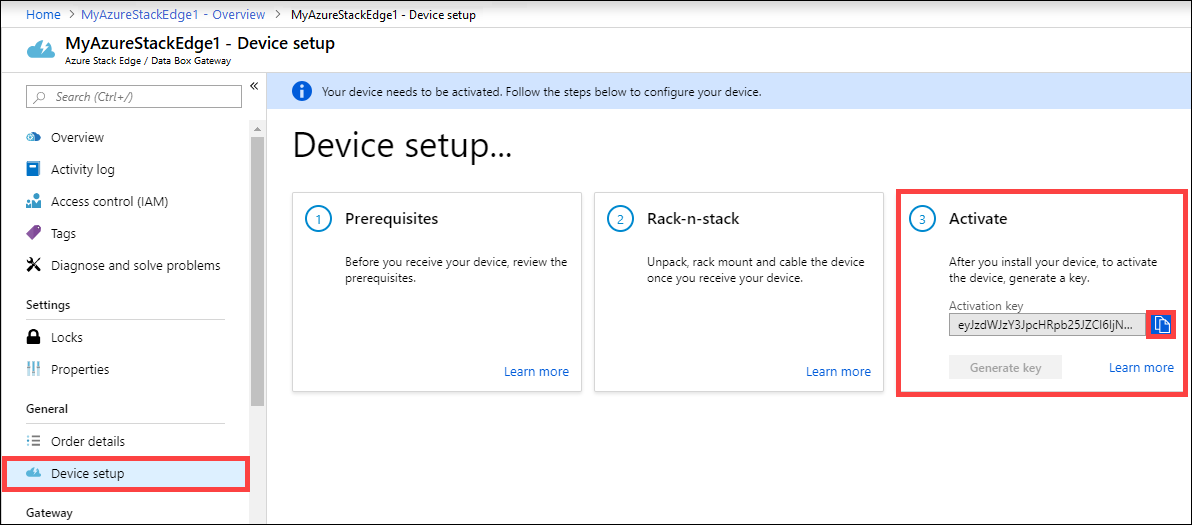 Home > MyAzureStackEdge1 - Overview > MyAzureStackEdge1 - Device setup
MyAzureStackEdge1 - Device setup
Azure Stack Edge / Data Box Gateway
Search (Ctrl+/)
«
Overview
Activity log
Access control (IAM)
Tags
Diagnose and solve problems
Settings
Locks
Properties
General
Order details
Device setup
Gateway
Your device needs to be activated. Follow the steps below to configure your device.
Device setup...
1 Prerequisites
Before you receive your device, review the
prerequisites.
Learn more
2 Rack-n-stack
Unpack, rack mount and cable the device
once you receive your device.
Learn more
3 Activate
After you install your device, to activate
the device, generate a key.
Activation key
eyJzdWJzY3JpcHRpb25JZCI6IjN...
Generate key
Learn more